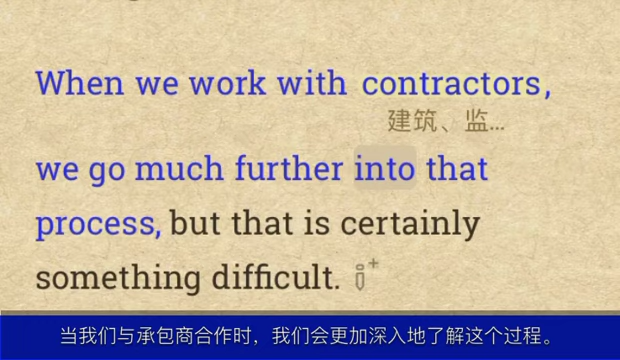 When we work with contractors,
建筑、监...
we go much further into that
process, but that is certainly
something difficult.
当我们与承包商合作时，我们会更加深入地了解这个过程。